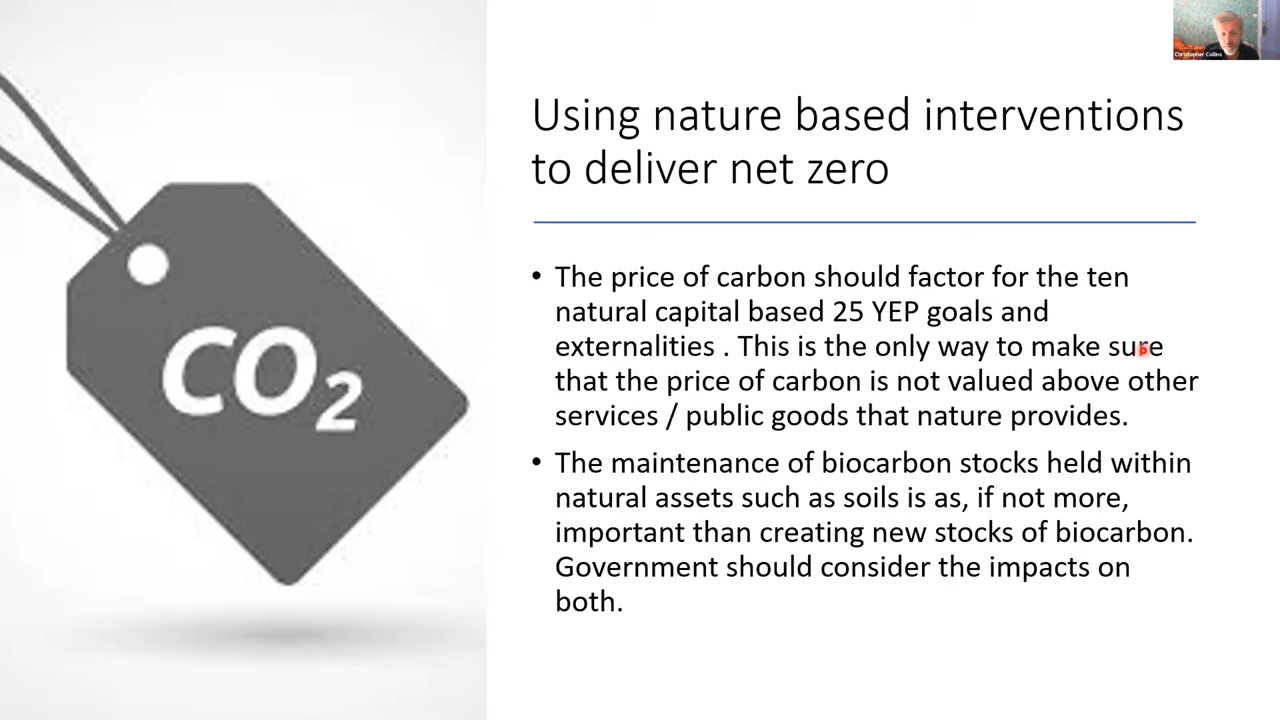 Christopher Collins
Using nature based interventions
to deliver net zero
• The price of carbon should factor for the ten
natural capital based 25 YEP goals and
externalities . This is the only way to make sure
that the price of carbon is not valued above other
services / public goods that nature provides.
• The maintenance of biocarbon stocks held within
natural assets such as soils is as, if not more,
important than creating new stocks of biocarbon.
Government should consider the impacts on
both.
CO₂